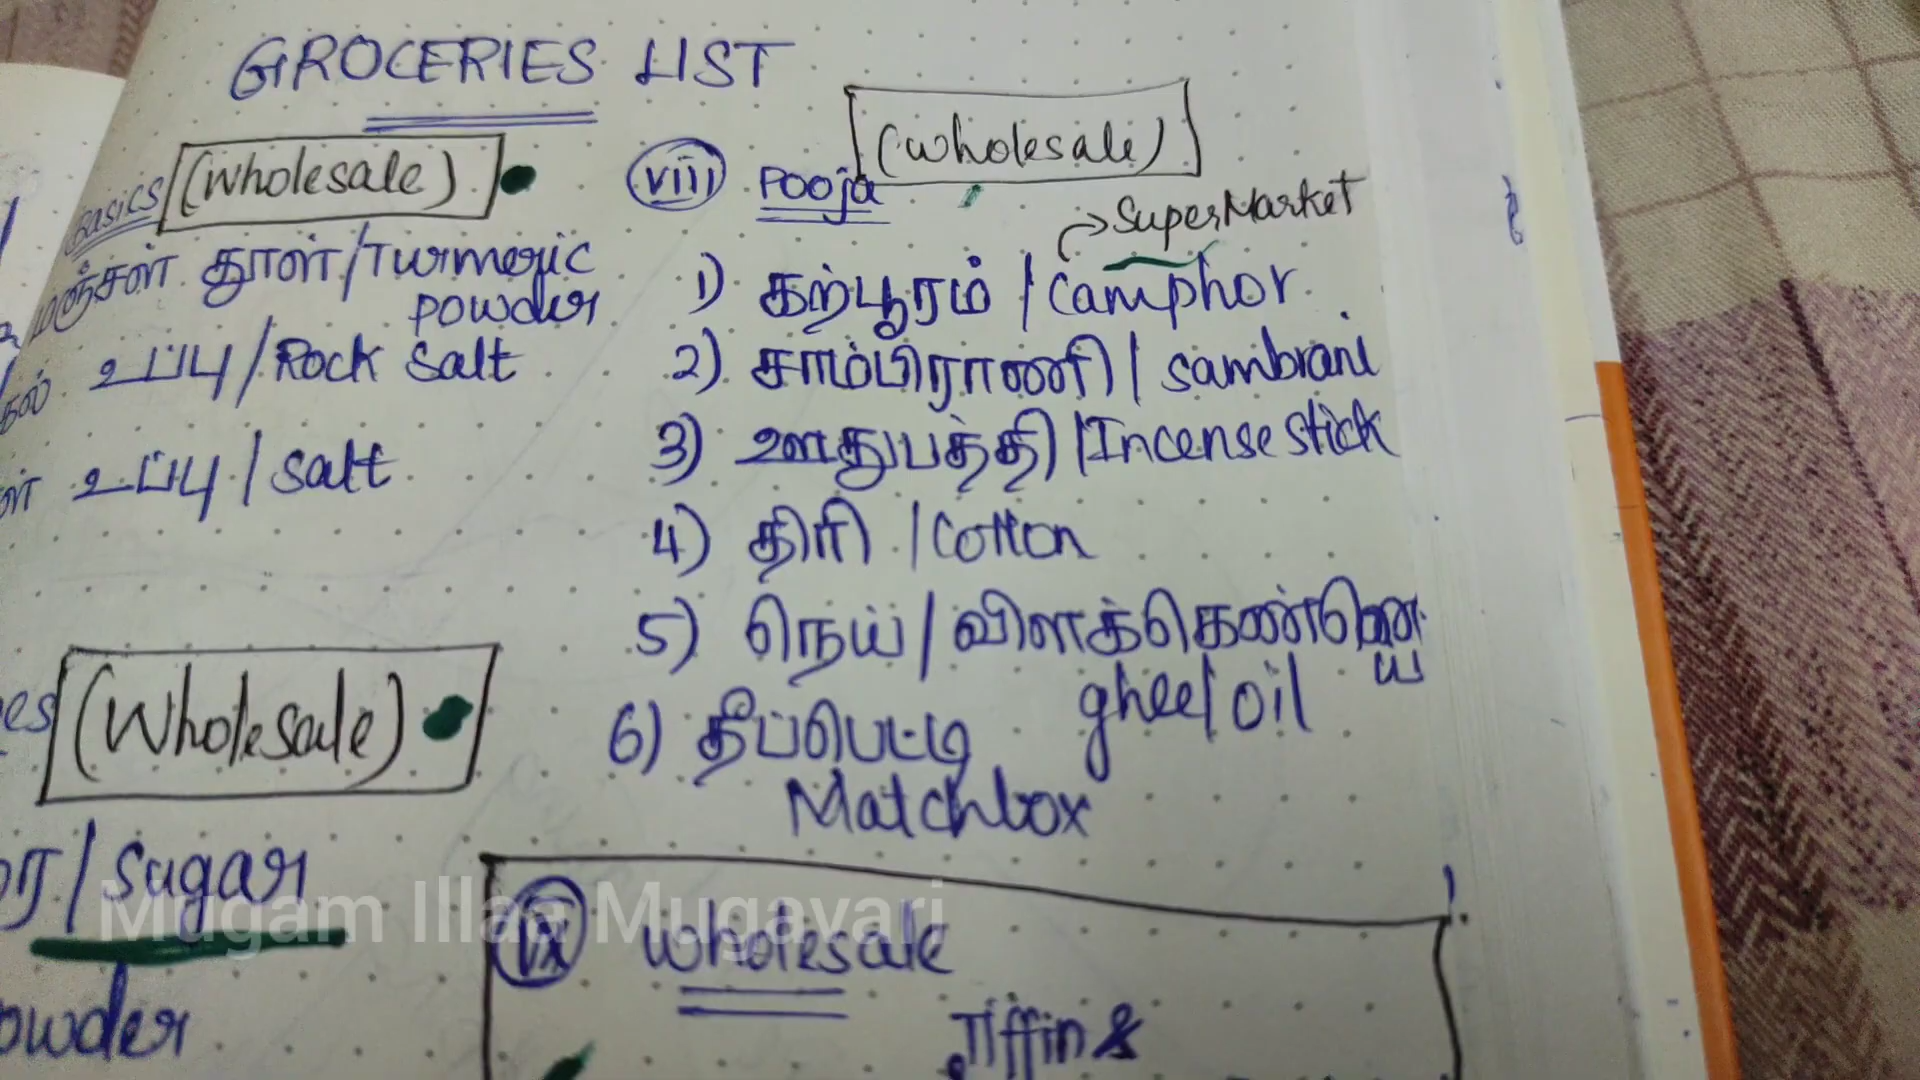 GROCERIES LIST
Basics (Wholesale)
மஞ்சள் தூள்/Turmeric
Powder
உப்பு/Rock Salt
உப்பு/Salt
(Wholesale)
/Sugar
(viii) Pooja (Wholesale)
→SuperMarket
1) கற்பூரம் / Camphor
2) சாம்பிராணி / Sambrani
3) ஊதுபத்தி / Incense stick
4) திரி / Cotton
5) நெய் / விளக்கெண்ணெய்
ghee/oil
6) தீப்பெட்டி
Matchbox
(ix) Wholesale
Tiffin &
Mugam Illaa Mugavari